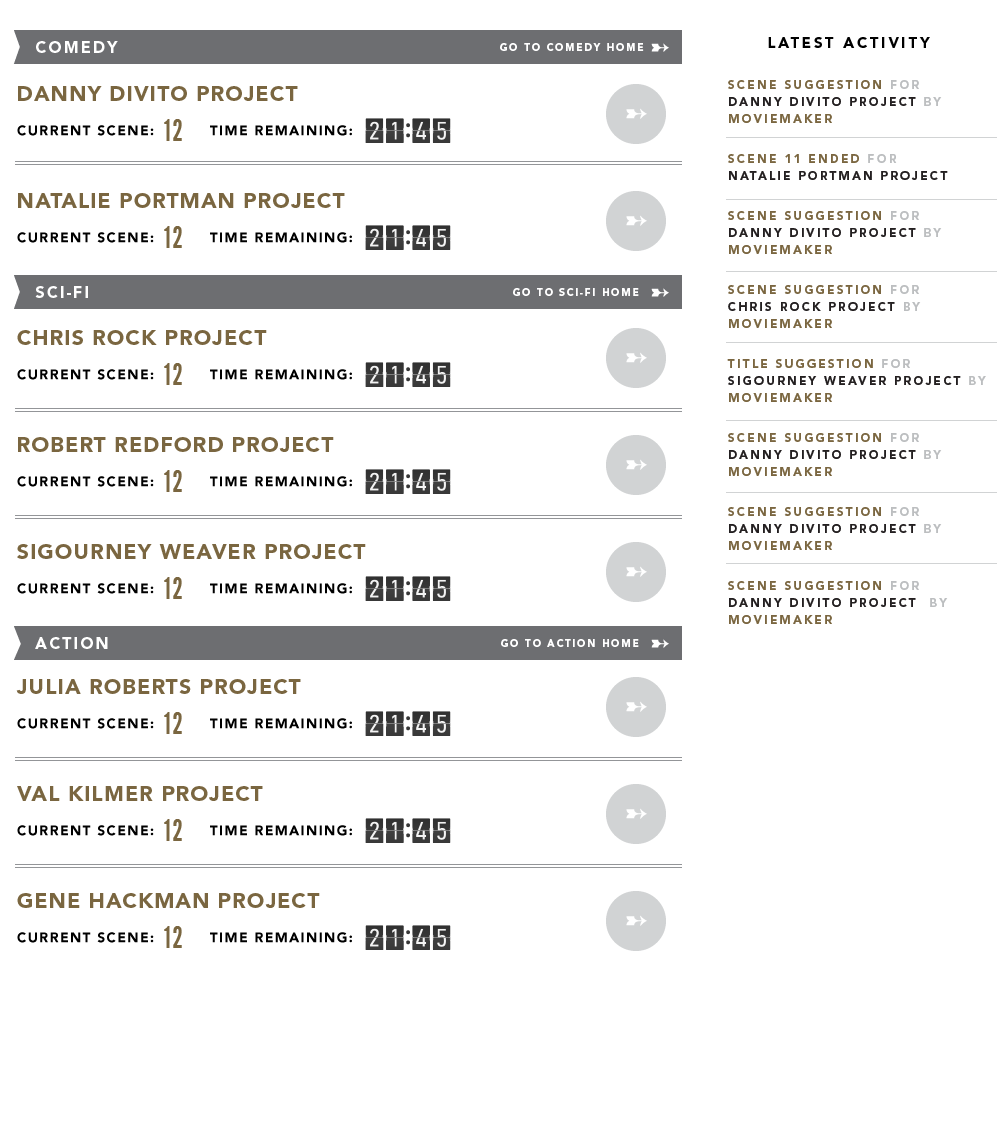 COMEDY GO TO COMEDY HOME
DANNY DIVITO PROJECT
CURRENT SCENE: 12 TIME REMAINING: 21:45
NATALIE PORTMAN PROJECT
CURRENT SCENE: 12 TIME REMAINING: 21:45
SCI-FI GO TO SCI-FI HOME
CHRIS ROCK PROJECT
CURRENT SCENE: 12 TIME REMAINING: 21:45
ROBERT REDFORD PROJECT
CURRENT SCENE: 12 TIME REMAINING: 21:45
SIGOURNEY WEAVER PROJECT
CURRENT SCENE: 12 TIME REMAINING: 21:45
ACTION GO TO ACTION HOME
JULIA ROBERTS PROJECT
CURRENT SCENE: 12 TIME REMAINING: 21:45
VAL KILMER PROJECT
CURRENT SCENE: 12 TIME REMAINING: 21:45
GENE HACKMAN PROJECT
CURRENT SCENE: 12 TIME REMAINING: 21:45
LATEST ACTIVITY
SCENE SUGGESTION FOR
DANNY DIVITO PROJECT BY
MOVIEMAKER
SCENE 11 ENDED FOR
NATALIE PORTMAN PROJECT
SCENE SUGGESTION FOR
DANNY DIVITO PROJECT BY
MOVIEMAKER
SCENE SUGGESTION FOR
CHRIS ROCK PROJECT BY
MOVIEMAKER
TITLE SUGGESTION FOR
SIGOURNEY WEAVER PROJECT BY
MOVIEMAKER
SCENE SUGGESTION FOR
DANNY DIVITO PROJECT BY
MOVIEMAKER
SCENE SUGGESTION FOR
DANNY DIVITO PROJECT BY
MOVIEMAKER
SCENE SUGGESTION FOR
DANNY DIVITO PROJECT BY
MOVIEMAKER